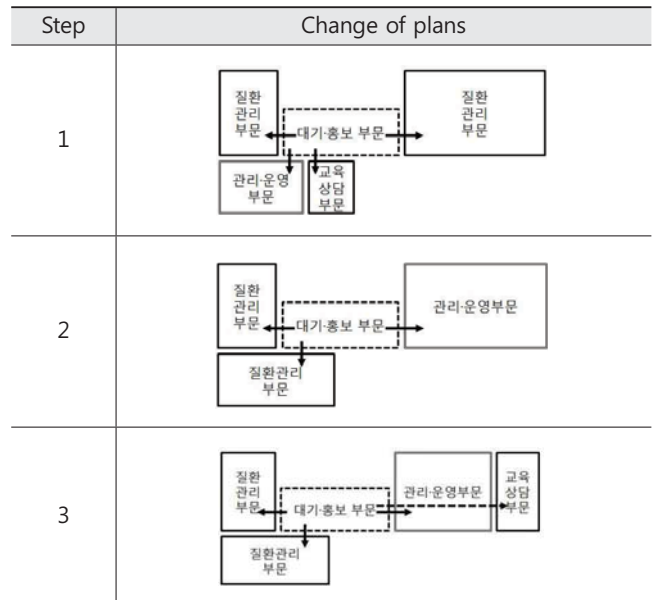 Step Change of plans
1
질환
관리
부문
대기·홍보 부문
질환
관리
부문
관리·운영
부문
교육
상담
부문
2
질환
관리
부문
대기·홍보 부문
관리·운영부문
질환관리
부문
3
질환
관리
부문
대기·홍보 부문
관리·운영부문
교육
상담
부문
질환관리
부문